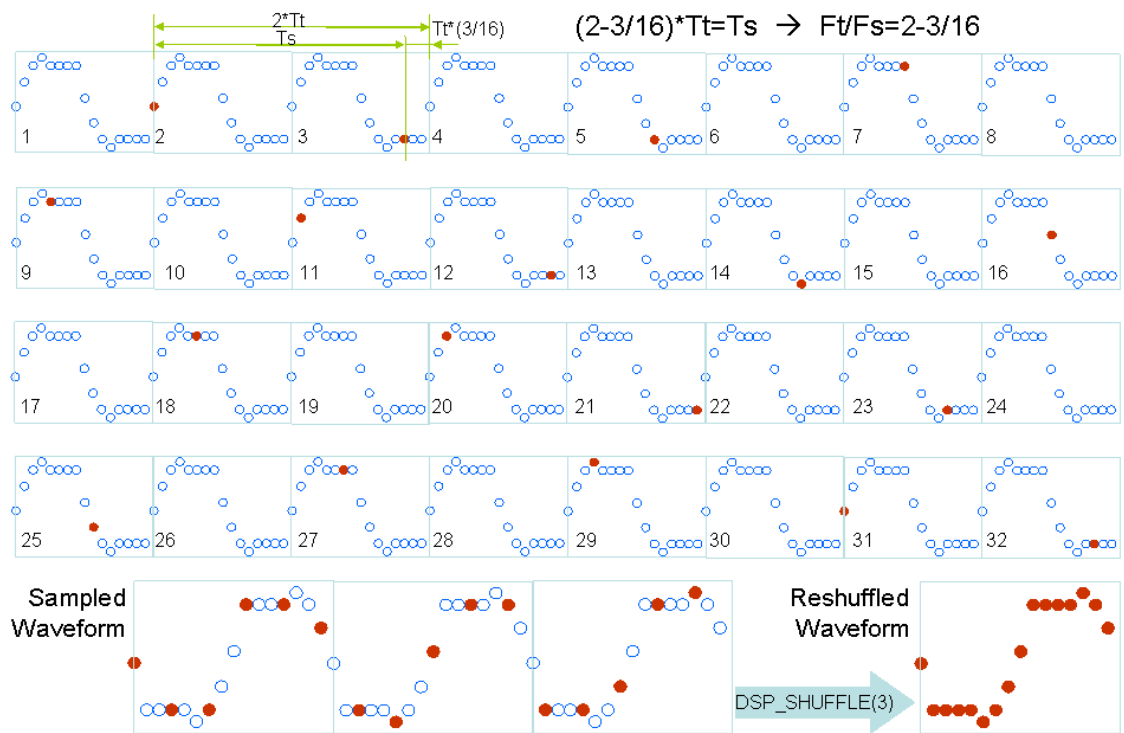 2*Tt
Ts
Tt*(3/16)
(2-3/16)*Tt=Ts → Ft/Fs=2-3/16
1 2 3 4 5 6 7 8
9 10 11 12 13 14 15 16
17 18 19 20 21 22 23 24
25 26 27 28 29 30 31 32
Sampled
Waveform
Reshuffled
Waveform
DSP_SHUFFLE(3)